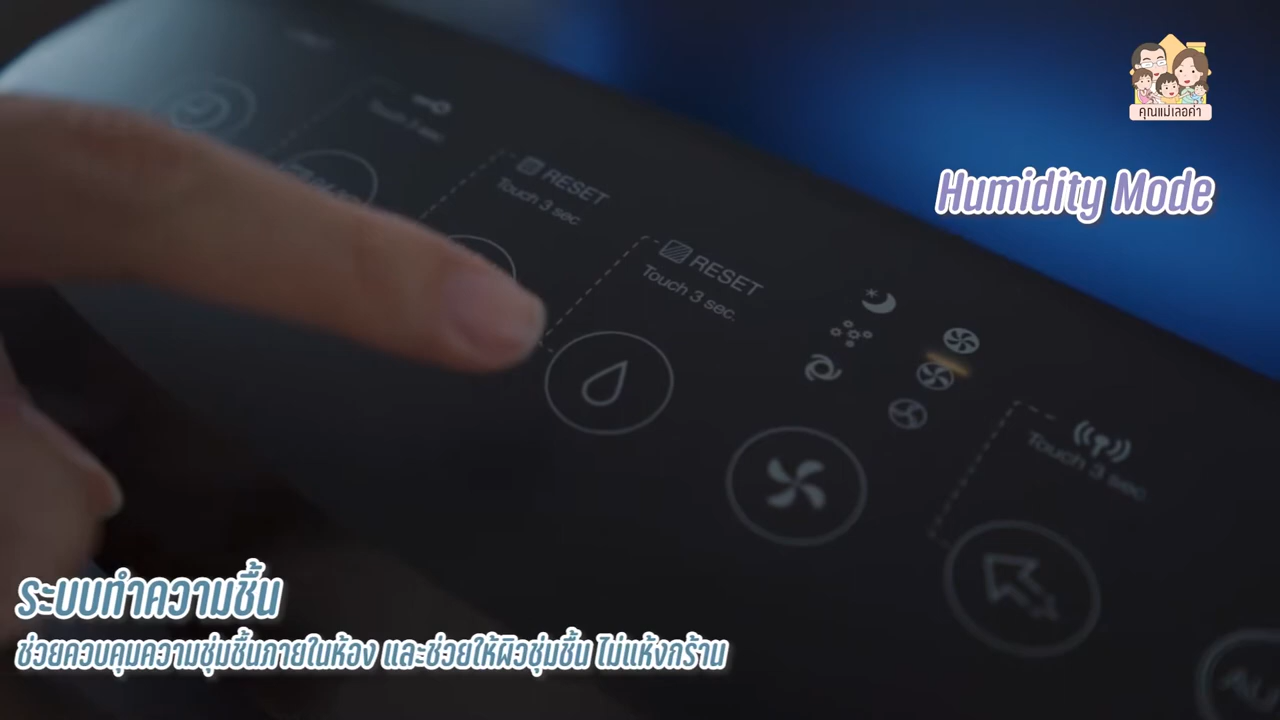 คุณแม่เลอค่า
Humidity Mode
Touch 3 sec.
RESET
Touch 3 sec.
RESET
Touch 3 sec.
Touch 3 sec
ระบบทำความชื้น
ช่วยควบคุมความชุ่มชื้นภายในห้อง และช่วยให้ผิวชุ่มชื้น ไม่แห้งกร้าน